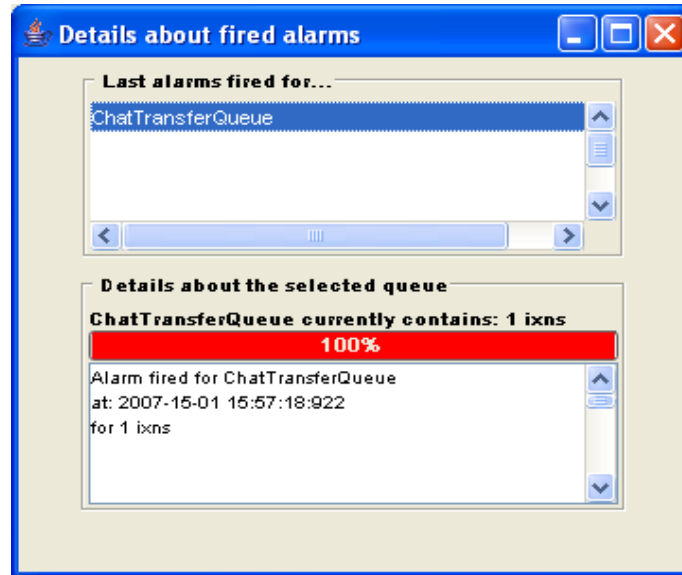 Details about fired alarms
Last alarms fired for...
ChatTransferQueue
Details about the selected queue
ChatTransferQueue currently contains: 1 ixns
100%
Alarm fired for ChatTransferQueue
at: 2007-15-01 15:57:18:922
for 1 ixns